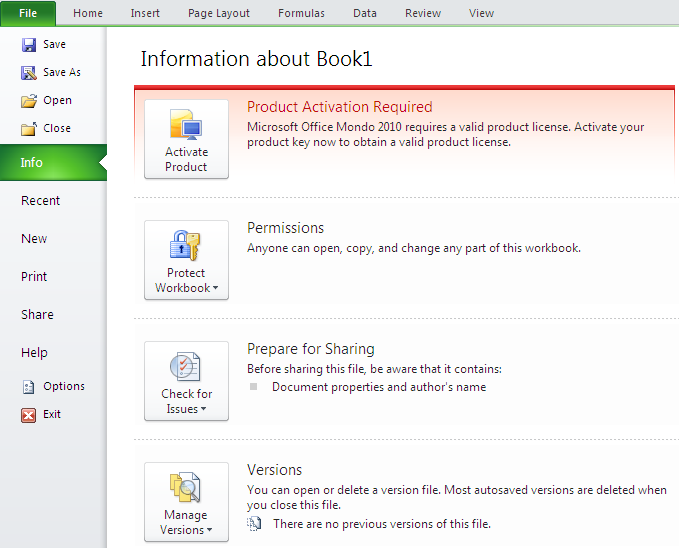 File Home Insert Page Layout Formulas Data Review View
Save
Save As
Open
Close
Info
Recent
New
Print
Share
Help
Options
Exit
Information about Book1
Activate
Product
Product Activation Required
Microsoft Office Mondo 2010 requires a valid product license. Activate your
product key now to obtain a valid product license.
Protect
Workbook
Permissions
Anyone can open, copy, and change any part of this workbook.
Check for
Issues
Prepare for Sharing
Before sharing this file, be aware that it contains:
Document properties and author's name
Manage
Versions
Versions
You can open or delete a version file. Most autosaved versions are deleted when
you close this file.
There are no previous versions of this file.